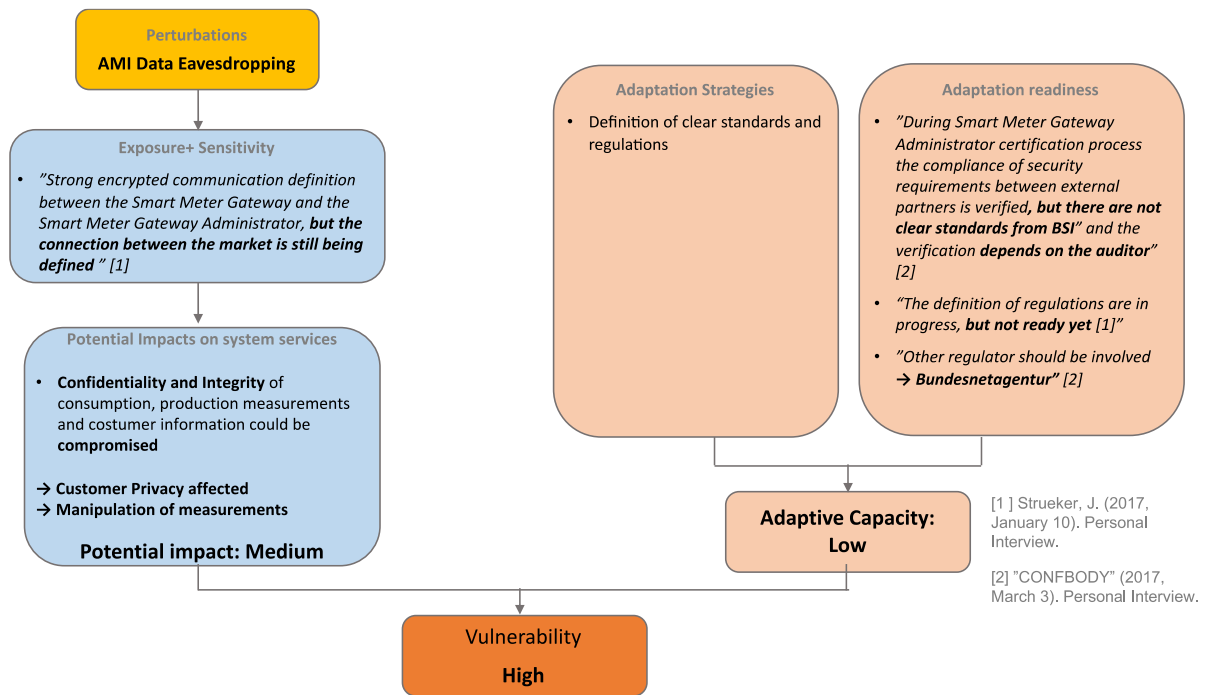 Perturbations
AMI Data Eavesdropping
Exposure+ Sensitivity
• ”Strong encrypted communication definition
between the Smart Meter Gateway and the
Smart Meter Gateway Administrator, but the
connection between the market is still being
defined ” [1]
Potential Impacts on system services
• Confidentiality and Integrity of
consumption, production measurements
and costumer information could be
compromised
→ Customer Privacy affected
→ Manipulation of measurements
Potential impact: Medium
Adaptation Strategies
• Definition of clear standards and
regulations
Adaptation readiness
• ”During Smart Meter Gateway
Administrator certification process
the compliance of security
requirements between external
partners is verified, but there are not
clear standards from BSI” and the
verification depends on the auditor”
[2]
• “The definition of regulations are in
progress, but not ready yet [1]”
• ”Other regulator should be involved
→ Bundesnetagentur” [2]
Adaptive Capacity:
Low
[1 ] Strueker, J. (2017,
January 10). Personal
Interview.
[2] ”CONFBODY” (2017,
March 3). Personal Interview.
Vulnerability
High